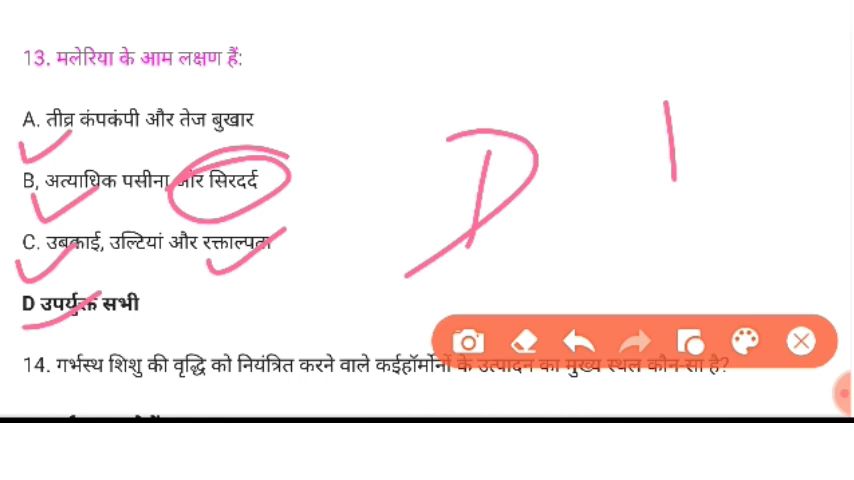 13. मलेरिया के आम लक्षण हैं:
A. तीव्र कंपकंपी और तेज बुखार
B, अत्याधिक पसीना और सिरदर्द
C. उबकाई, उल्टियां और रक्ताल्पता
D उपर्युक्त सभी
D
14. गर्भस्थ शिशु की वृद्धि को नियंत्रित करने वाले कईहॉर्मोनों के उत्पादन का मुख्य स्थल कौन-सा है?